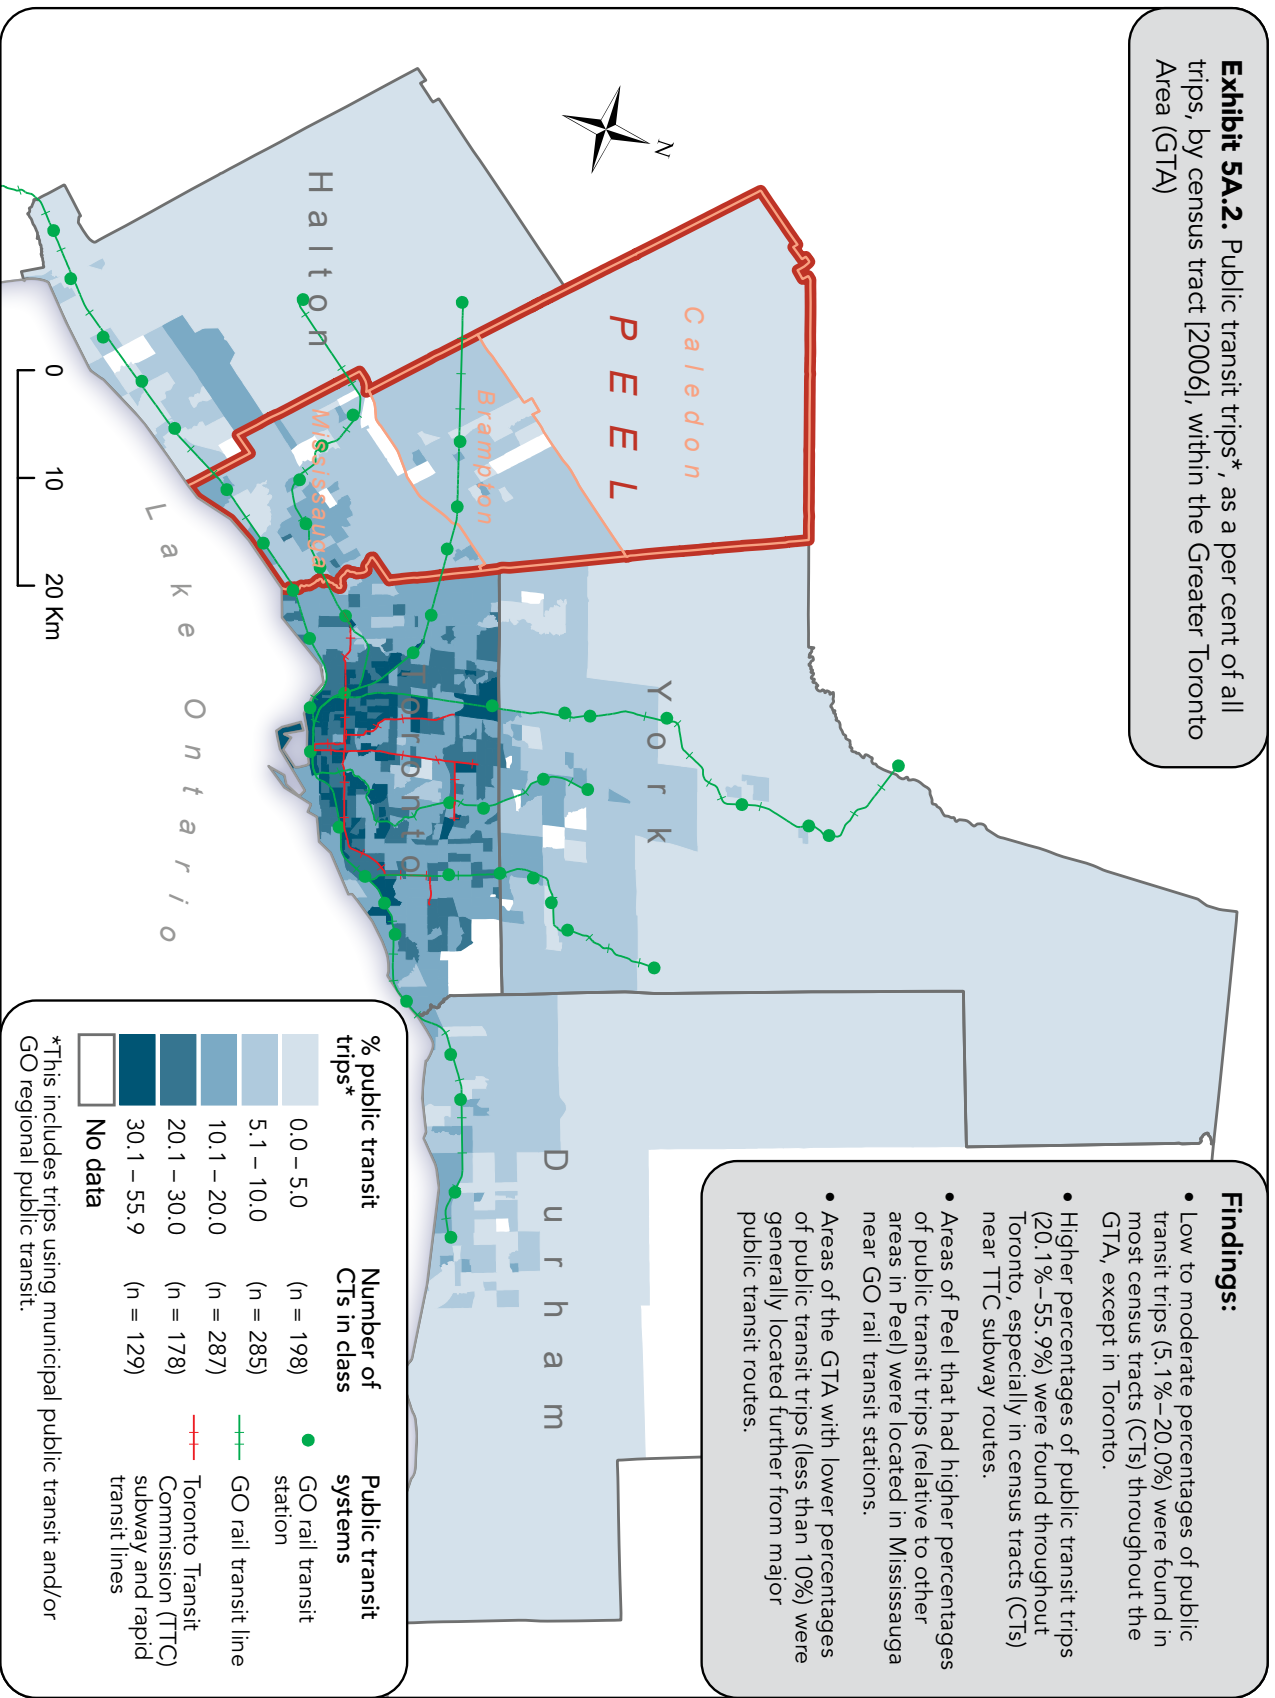 Exhibit 5A.2. Public transit trips*, as a per cent of all
trips, by census tract [2006], within the Greater Toronto
Area (GTA)
Findings:
• Low to moderate percentages of public
transit trips (5.1%–20.0%) were found in
most census tracts (CTs) throughout the
GTA, except in Toronto.
• Higher percentages of public transit trips
(20.1%–55.9%) were found throughout
Toronto, especially in census tracts (CTs)
near TTC subway routes.
• Areas of Peel that had higher percentages
of public transit trips (relative to other
areas in Peel) were located in Mississauga
near GO rail transit stations.
• Areas of the GTA with lower percentages
of public transit trips (less than 10%) were
generally located further from major
public transit routes.
N
Caledon
PEEL
York
Durham
Brampton
Toronto
Halton
Mississauga
Lake Ontario
0 10 20 Km
% public transit
trips*
Number of
CTs in class
Public transit
systems
0.0 – 5.0 (n = 198)
5.1 – 10.0 (n = 285)
10.1 – 20.0 (n = 287)
20.1 – 30.0 (n = 178)
30.1 – 55.9 (n = 129)
No data
GO rail transit
station
GO rail transit line
Toronto Transit
Commission (TTC)
subway and rapid
transit lines
*This includes trips using municipal public transit and/or
GO regional public transit.